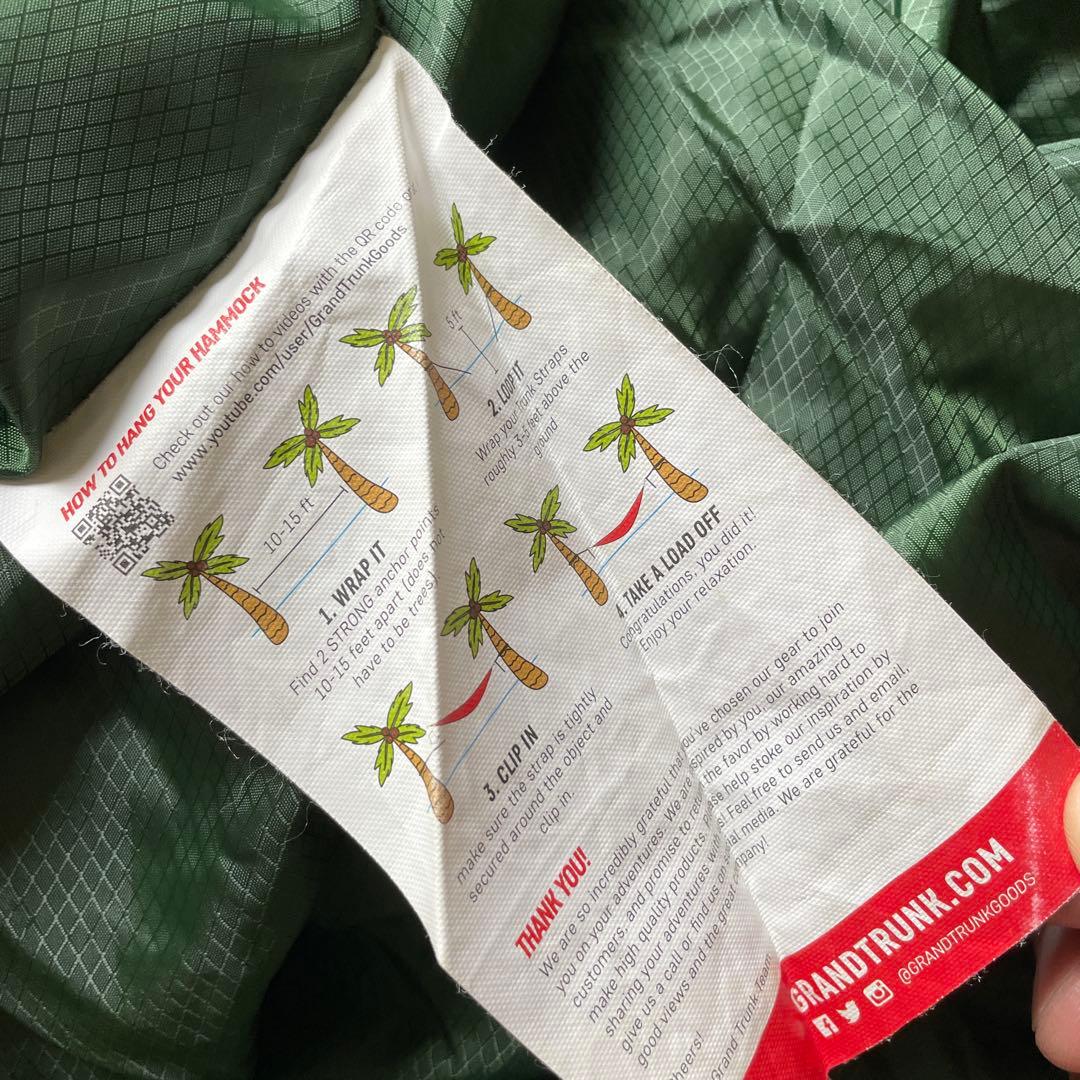 HOW TO HANG YOUR HAMMOCK
Check out our how to videos with the QR code or
www.youtube.com/user/GrandTrunkGoods
10-15 ft
1. WRAP IT
Find 2 STRONG anchor points
10-15 feet apart (does not
have to be trees).
5 ft
2. LOOP IT
Wrap your Trunk Straps
roughly 3-5 feet above the
ground
3. CLIP IN
make sure the strap is tightly
secured around the object and
clip in.
4. TAKE A LOAD OFF
Congratulations, you did it!
Enjoy your relaxation.
THANK YOU!
We are so incredibly grateful that you've chosen our gear to join
you on your adventures. We are inspired by you, our amazing
customers, and promise to return the favor by working hard to
make high quality products. help stoke our inspiration by
sharing your adventures with Feel free to send us and email,
give us a call or find us on media. We are grateful for the
good views and the great
Grand Trunk Team
GRANDTRUNK.COM
@GRANDTRUNKGOODS